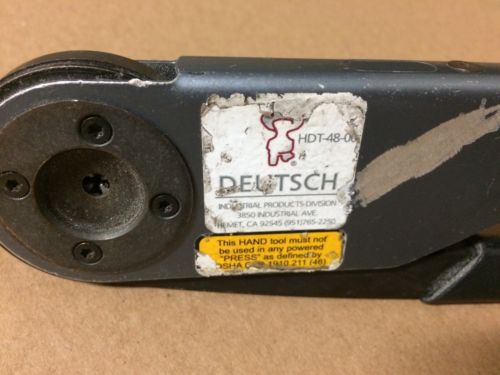 HDT-48-00
DEUTSCH
INDUSTRIAL PRODUCTS DIVISION
3850 INDUSTRIAL AVE.
HEMET, CA 92545 (951)765-2250
This HAND tool must not
be used in any powered
"PRESS" as defined by
OSHA 1910.211 (46)